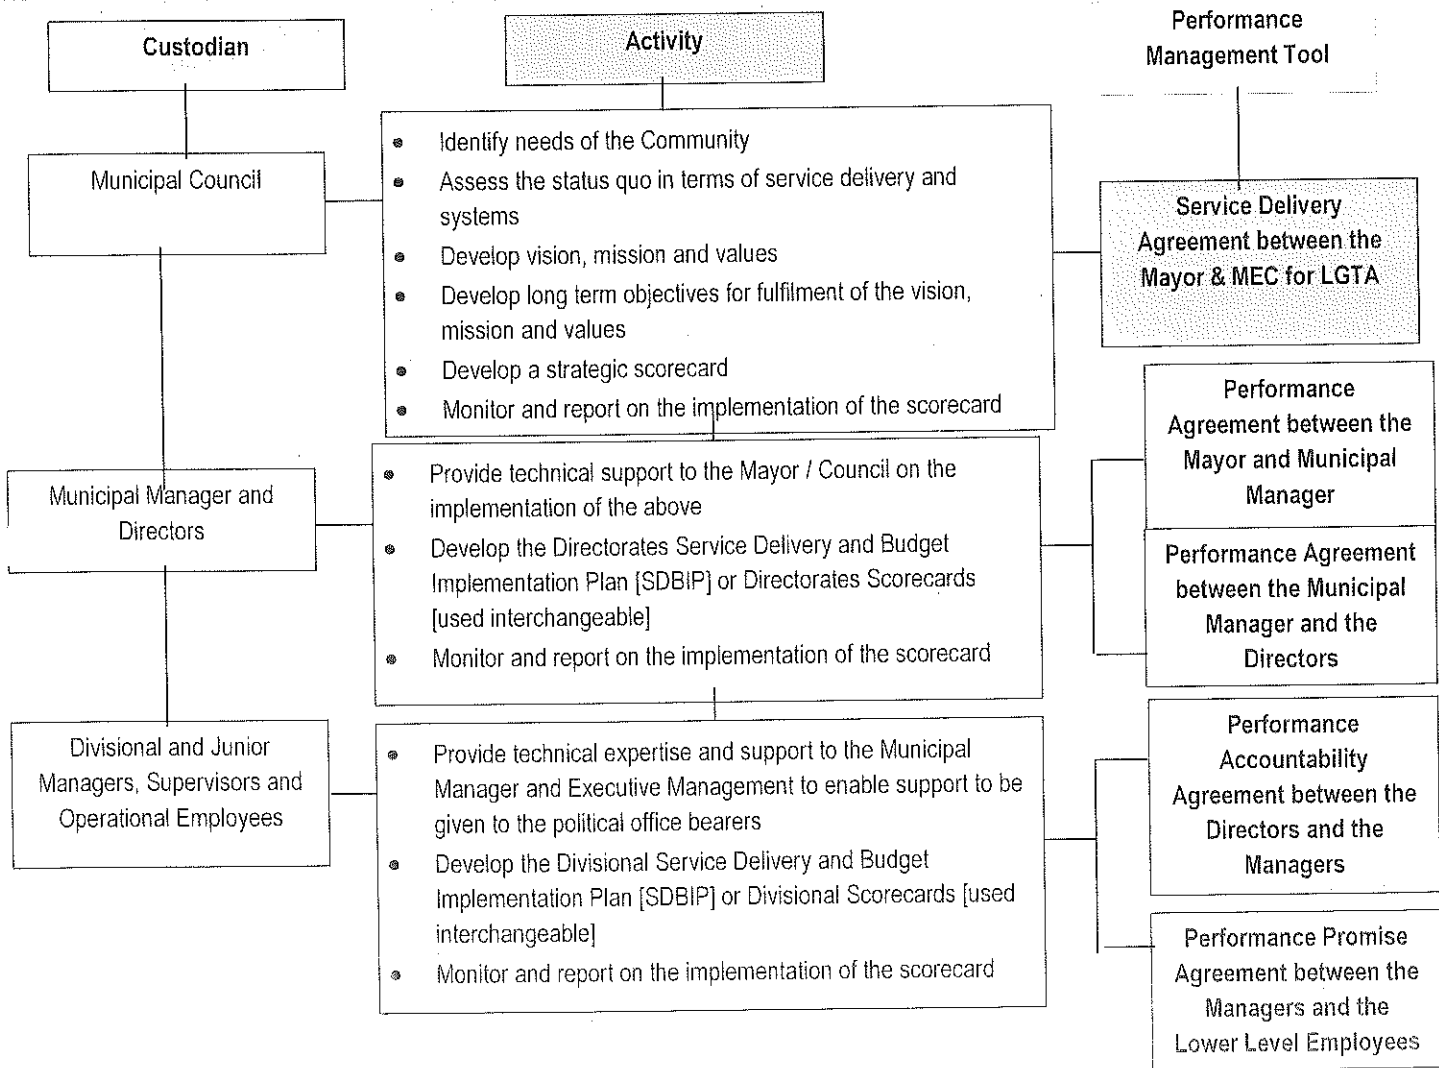 Custodian
Activity
Performance
Management Tool
Municipal Council
• Identify needs of the Community
• Assess the status quo in terms of service delivery and
systems
• Develop vision, mission and values
• Develop long term objectives for fulfilment of the vision,
mission and values
• Develop a strategic scorecard
• Monitor and report on the implementation of the scorecard
Service Delivery
Agreement between the
Mayor & MEC for LGTA
Municipal Manager and
Directors
• Provide technical support to the Mayor / Council on the
implementation of the above
• Develop the Directorates Service Delivery and Budget
Implementation Plan [SDBIP] or Directorates Scorecards
[used interchangeable]
• Monitor and report on the implementation of the scorecard
Performance
Agreement between the
Mayor and Municipal
Manager
Performance Agreement
between the Municipal
Manager and the
Directors
Divisional and Junior
Managers, Supervisors and
Operational Employees
• Provide technical expertise and support to the Municipal
Manager and Executive Management to enable support to be
given to the political office bearers
• Develop the Divisional Service Delivery and Budget
Implementation Plan [SDBIP] or Divisional Scorecards [used
interchangeable]
• Monitor and report on the implementation of the scorecard
Performance
Accountability
Agreement between the
Directors and the
Managers
Performance Promise
Agreement between the
Managers and the
Lower Level Employees